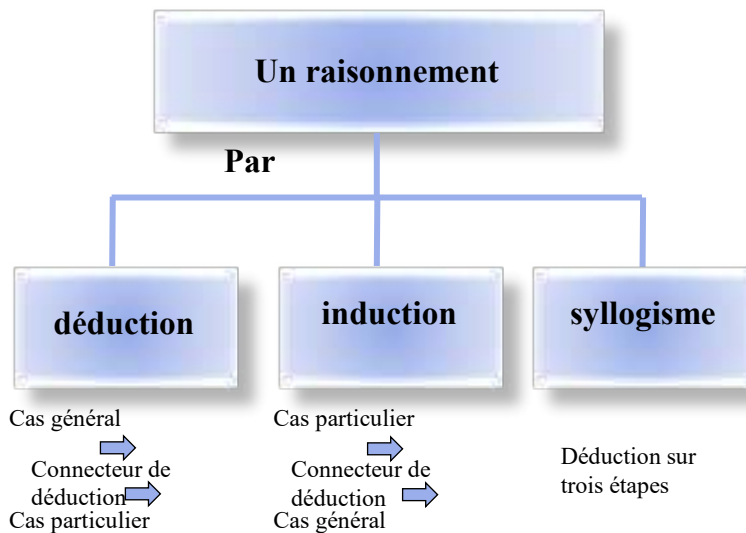 Un raisonnement
Par
déduction
induction
syllogisme
Cas général
Connecteur de
déduction
Cas particulier
Cas particulier
Connecteur de
déduction
Cas général
Déduction sur
trois étapes